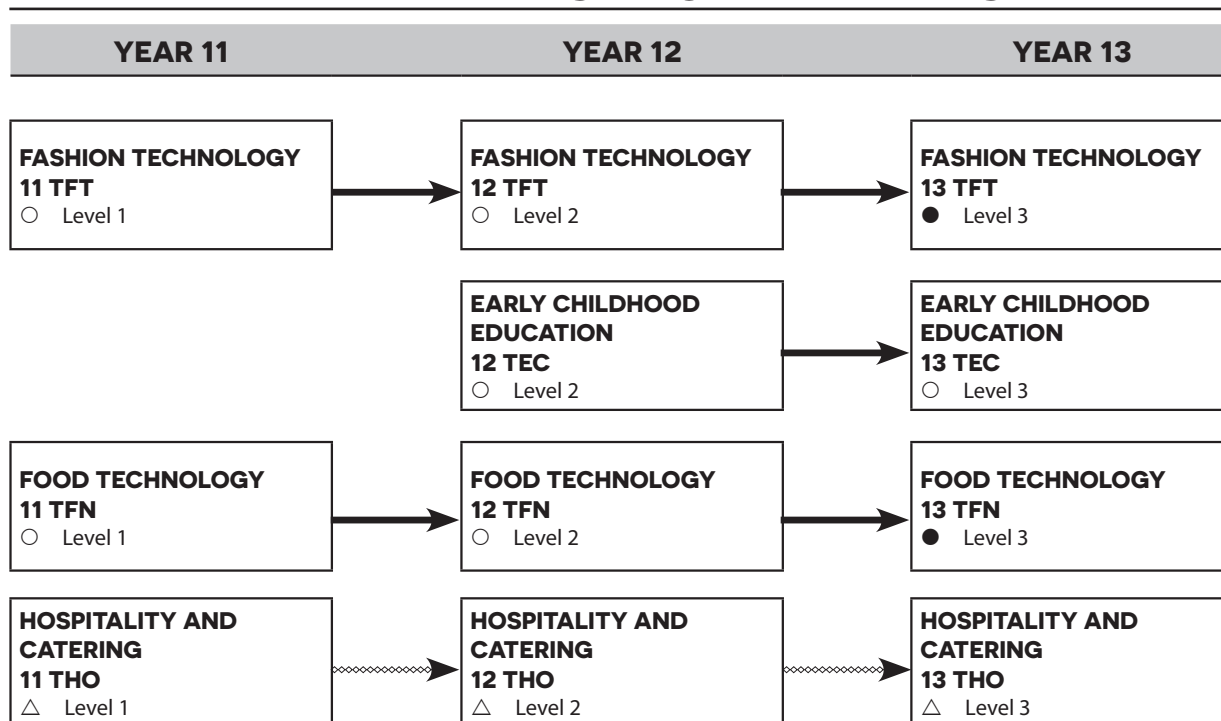 YEAR 11
YEAR 12
YEAR 13
FASHION TECHNOLOGY
11 TFT
○ Level 1
FASHION TECHNOLOGY
12 TFT
○ Level 2
FASHION TECHNOLOGY
13 TFT
● Level 3
EARLY CHILDHOOD
EDUCATION
12 TEC
○ Level 2
EARLY CHILDHOOD
EDUCATION
13 TEC
○ Level 3
FOOD TECHNOLOGY
11 TFN
○ Level 1
FOOD TECHNOLOGY
12 TFN
○ Level 2
FOOD TECHNOLOGY
13 TFN
● Level 3
HOSPITALITY AND
CATERING
11 THO
△ Level 1
HOSPITALITY AND
CATERING
12 THO
△ Level 2
HOSPITALITY AND
CATERING
13 THO
△ Level 3